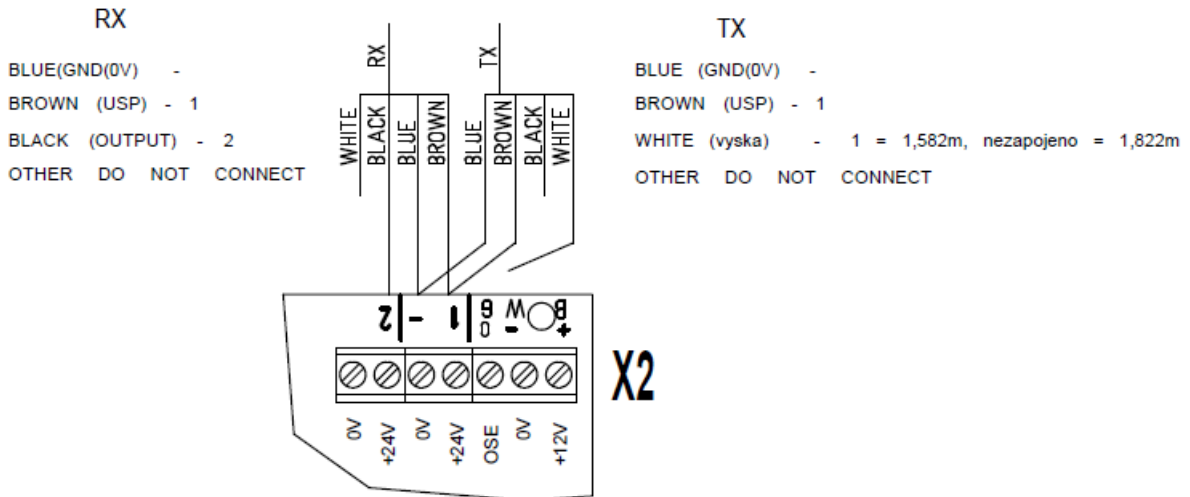 RX
BLUE(GND(0V) -
BROWN (USP) - 1
BLACK (OUTPUT) - 2
OTHER DO NOT CONNECT
RX
WHITE
BLACK
BLUE
BROWN
TX
BLUE
BROWN
BLACK
WHITE
TX
BLUE (GND(0V) -
BROWN (USP) - 1
WHITE (vyska) - 1 = 1,582m, nezapojeno = 1,822m
OTHER DO NOT CONNECT
2 - 1 G 0 W - B +
X2
0V
+24V
0V
+24V
OSE
0V
+12V